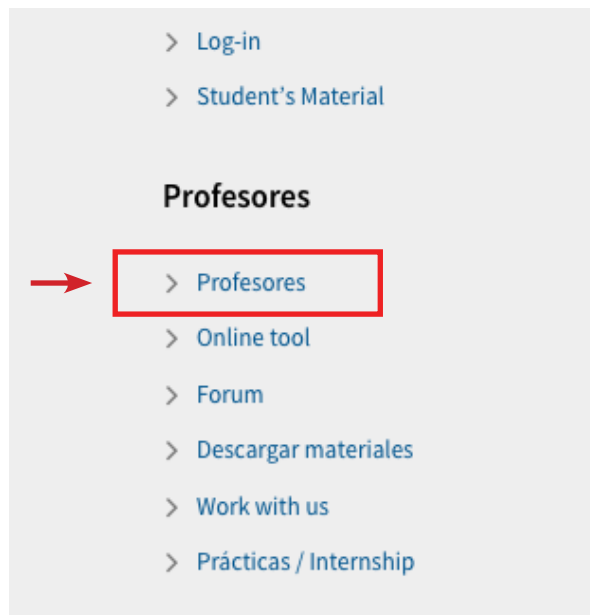 Log-in
Student's Material
Profesores
Profesores
Online tool
Forum
Descargar materiales
Work with us
Prácticas / Internship